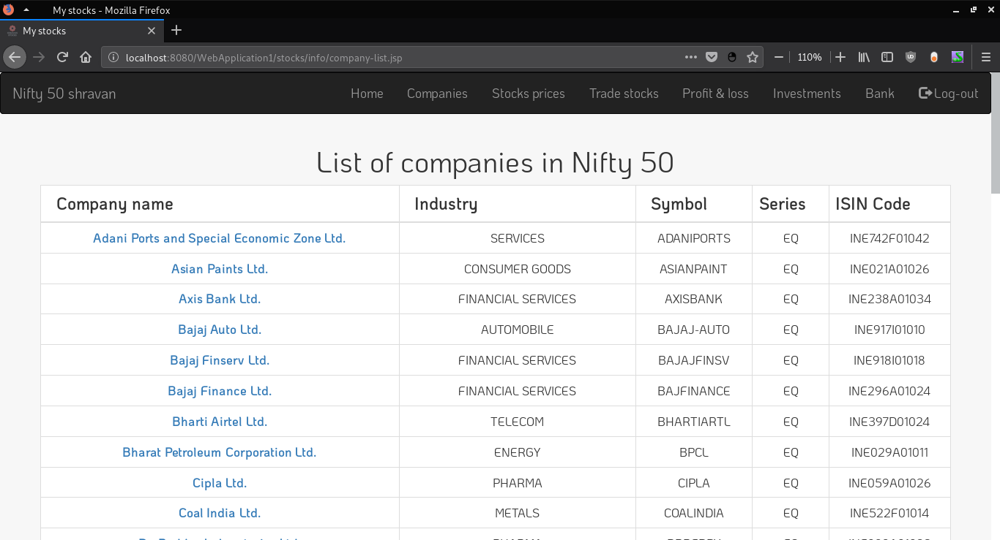 My stocks - Mozilla Firefox
My stocks
localhost:8080/WebApplication1/stocks/info/company-list.jsp 110%
Nifty 50 shravan Home Companies Stocks prices Trade stocks Profit & loss Investments Bank Log-out
List of companies in Nifty 50
Company name Industry Symbol Series ISIN Code
Adani Ports and Special Economic Zone Ltd. SERVICES ADANIPORTS EQ INE742F01042
Asian Paints Ltd. CONSUMER GOODS ASIANPAINT EQ INE021A01026
Axis Bank Ltd. FINANCIAL SERVICES AXISBANK EQ INE238A01034
Bajaj Auto Ltd. AUTOMOBILE BAJAJ-AUTO EQ INE917I01010
Bajaj Finserv Ltd. FINANCIAL SERVICES BAJAJFINSV EQ INE918I01018
Bajaj Finance Ltd. FINANCIAL SERVICES BAJFINANCE EQ INE296A01024
Bharti Airtel Ltd. TELECOM BHARTIARTL EQ INE397D01024
Bharat Petroleum Corporation Ltd. ENERGY BPCL EQ INE029A01011
Cipla Ltd. PHARMA CIPLA EQ INE059A01026
Coal India Ltd. METALS COALINDIA EQ INE522F01014